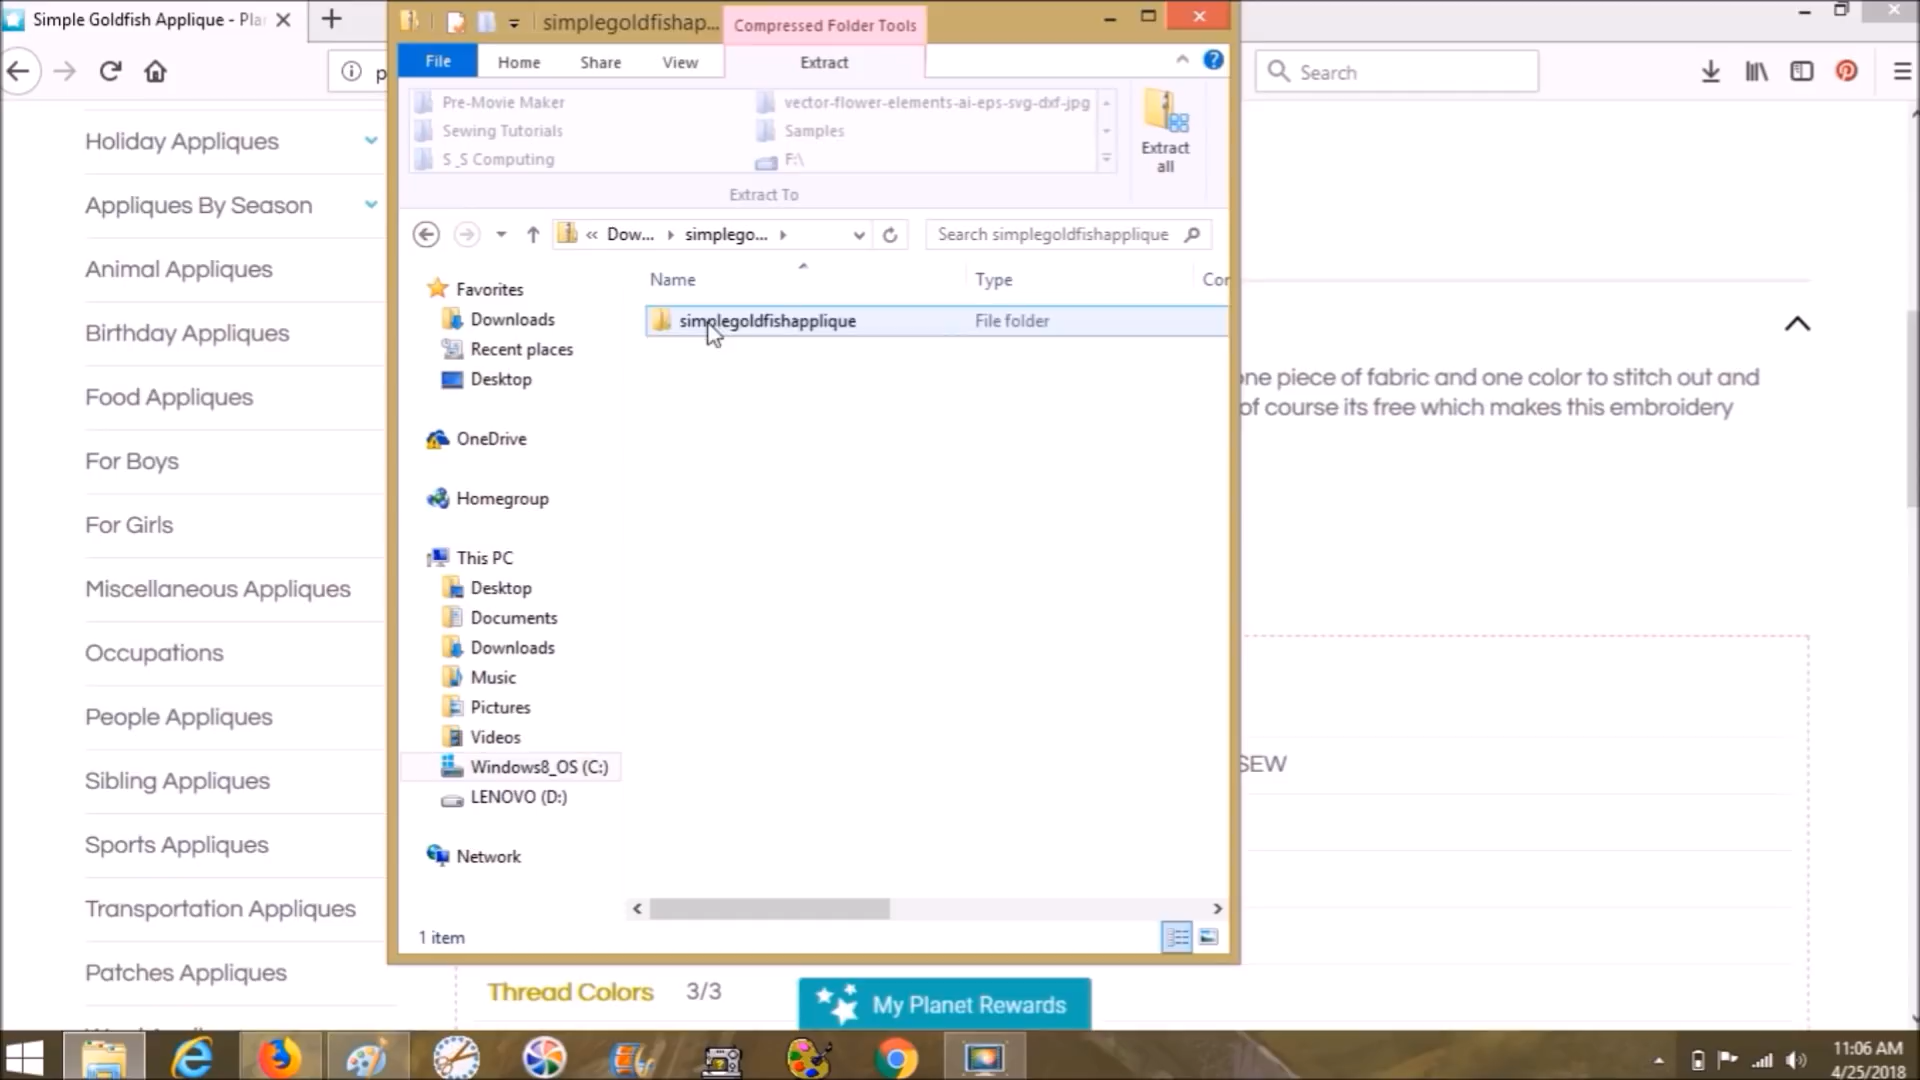 Simple Goldfish Applique - Pla
simplegoldfishap...
Compressed Folder Tools
File
Home
Share
View
Extract
p
Search
Pre-Movie Maker
Sewing Tutorials
S_S Computing
vector-flower-elements-ai-eps-svg-dxf-jpg
Samples
F:\
Extract
all
Extract To
Dow...
simplego...
Search simplegoldfishapplique
Name
Type
Cor
simplegoldfishapplique
File folder
Favorites
Downloads
Recent places
Desktop
OneDrive
Homegroup
This PC
Desktop
Documents
Downloads
Music
Pictures
Videos
Windows8_OS (C:)
LENOVO (D:)
Network
1 item
Holiday Appliques
Appliques By Season
Animal Appliques
Birthday Appliques
Food Appliques
For Boys
For Girls
Miscellaneous Appliques
Occupations
People Appliques
Sibling Appliques
Sports Appliques
Transportation Appliques
Patches Appliques
one piece of fabric and one color to stitch out and
of course its free which makes this embroidery
SEW
Thread Colors 3/3
My Planet Rewards
11:06 AM
4/25/2018